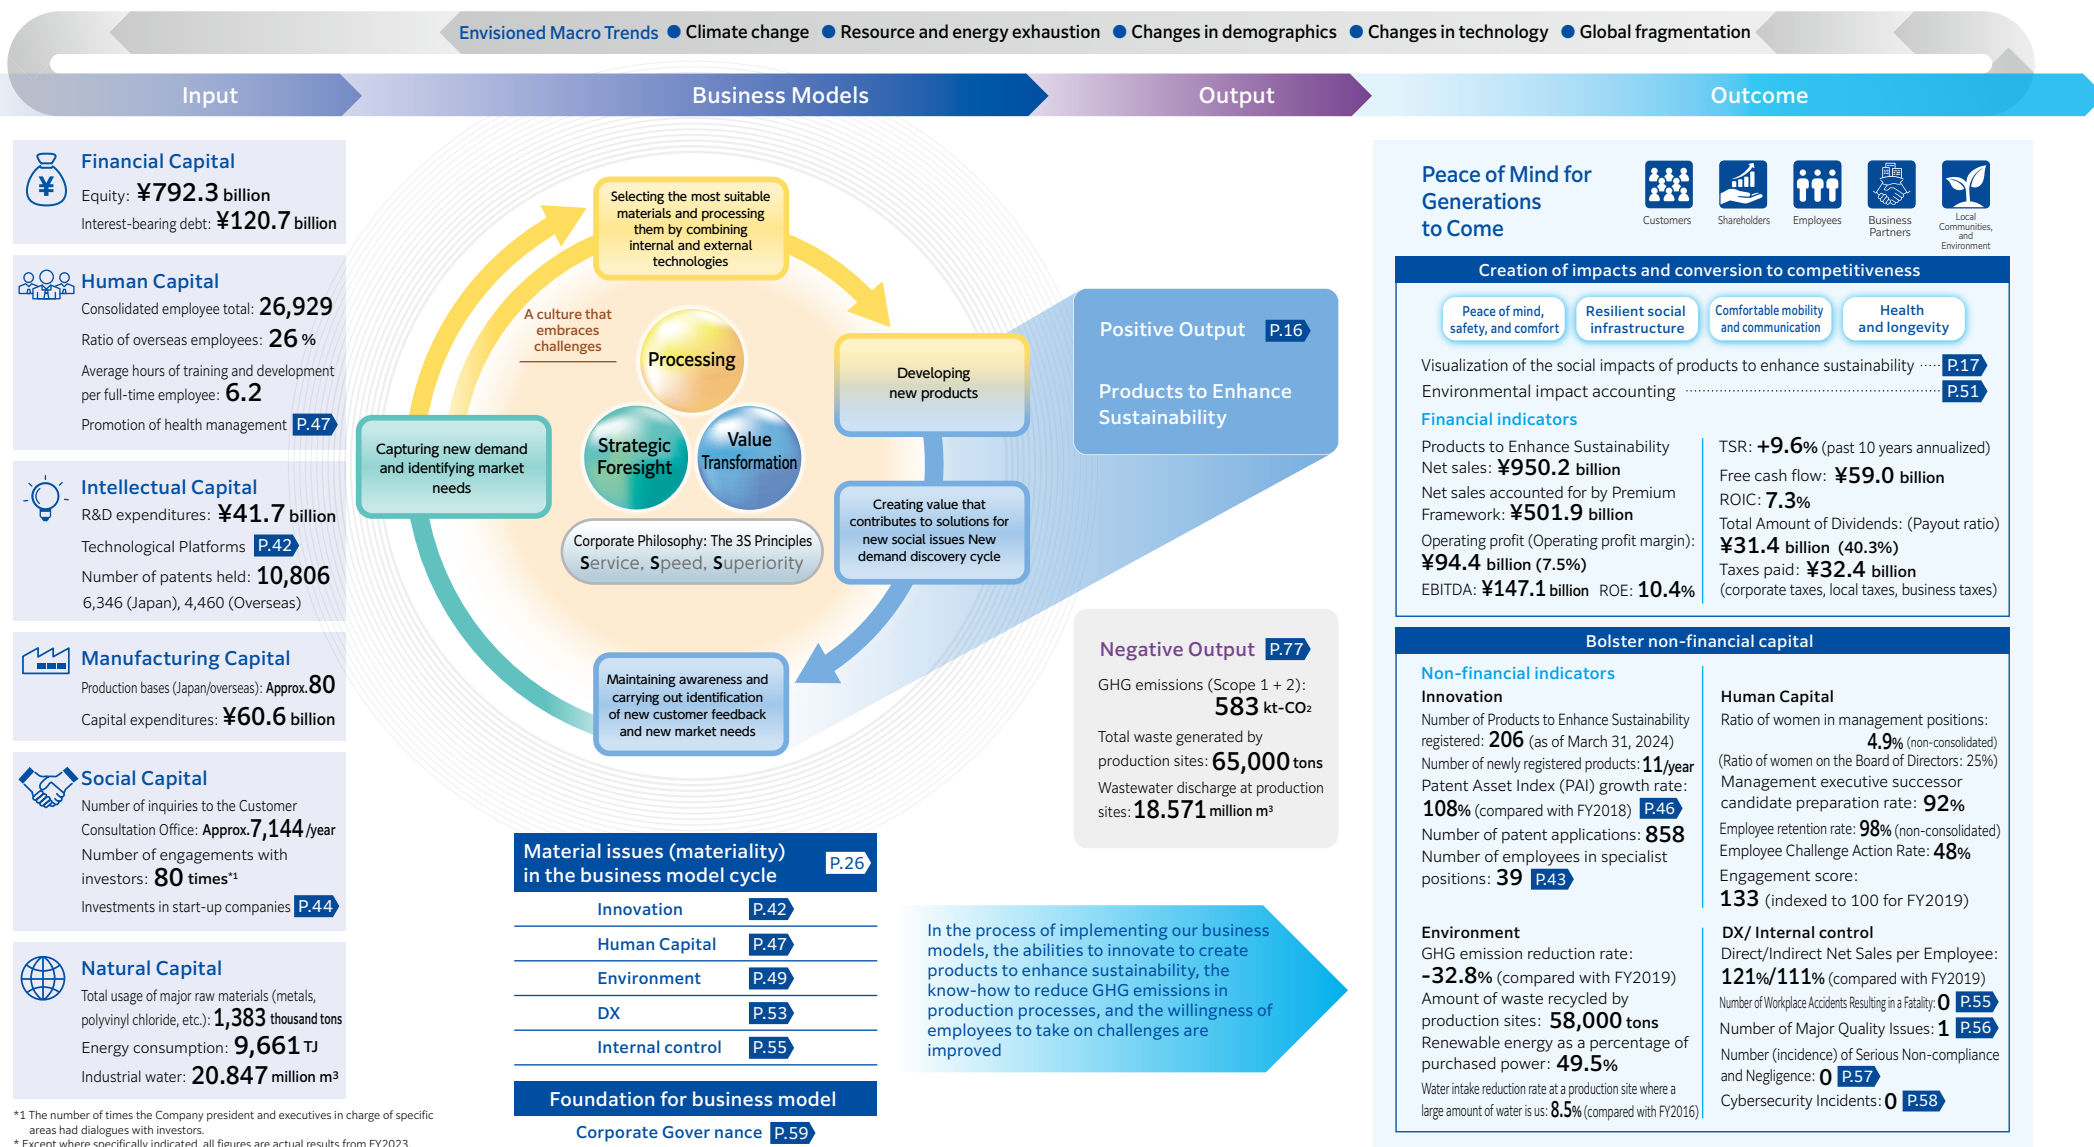 Envisioned Macro Trends ● Climate change ● Resource and energy exhaustion ● Changes in demographics ● Changes in technology ● Global fragmentation
Input
Business Models
Output
Outcome
Financial Capital
Equity: ¥792.3 billion
Interest-bearing debt: ¥120.7 billion
Human Capital
Consolidated employee total: 26,929
Ratio of overseas employees: 26 %
Average hours of training and development
per full-time employee: 6.2
Promotion of health management P.47
Intellectual Capital
R&D expenditures: ¥41.7 billion
Technological Platforms P.42
Number of patents held: 10,806
6,346 (Japan), 4,460 (Overseas)
Manufacturing Capital
Production bases (Japan/overseas): Approx. 80
Capital expenditures: ¥60.6 billion
Social Capital
Number of inquiries to the Customer
Consultation Office: Approx. 7,144 /year
Number of engagements with
investors: 80 times*1
Investments in start-up companies P.44
Natural Capital
Total usage of major raw materials (metals,
polyvinyl chloride, etc.): 1,383 thousand tons
Energy consumption: 9,661 TJ
Industrial water: 20.847 million m³
*1 The number of times the Company president and executives in charge of specific
areas had dialogues with investors.
* Except where specifically indicated, all figures are actual results from FY2023.
Selecting the most suitable
materials and processing
them by combining
internal and external
technologies
A culture that
embraces
challenges
Processing
Strategic
Foresight
Value
Transformation
Corporate Philosophy: The 3S Principles
Service, Speed, Superiority
Capturing new demand
and identifying market
needs
Developing
new products
Creating value that
contributes to solutions for
new social issues New
demand discovery cycle
Maintaining awareness and
carrying out identification
of new customer feedback
and new market needs
Material issues (materiality)
in the business model cycle P.26
Innovation P.42
Human Capital P.47
Environment P.49
DX P.53
Internal control P.55
Foundation for business model
Corporate Gover nance P.59
Positive Output P.16
Products to Enhance
Sustainability
Negative Output P.77
GHG emissions (Scope 1 + 2):
583 kt-CO₂
Total waste generated by
production sites: 65,000 tons
Wastewater discharge at production
sites: 18.571 million m³
In the process of implementing our business
models, the abilities to innovate to create
products to enhance sustainability, the
know-how to reduce GHG emissions in
production processes, and the willingness of
employees to take on challenges are
improved
Peace of Mind for
Generations
to Come
Customers
Shareholders
Employees
Business
Partners
Local
Communities,
and
Environment
Creation of impacts and conversion to competitiveness
Peace of mind,
safety, and comfort
Resilient social
infrastructure
Comfortable mobility
and communication
Health
and longevity
Visualization of the social impacts of products to enhance sustainability ····· P.17
Environmental impact accounting ····· P.51
Financial indicators
Products to Enhance Sustainability
Net sales: ¥950.2 billion
Net sales accounted for by Premium
Framework: ¥501.9 billion
Operating profit (Operating profit margin):
¥94.4 billion (7.5%)
EBITDA: ¥147.1 billion ROE: 10.4%
TSR: +9.6% (past 10 years annualized)
Free cash flow: ¥59.0 billion
ROIC: 7.3%
Total Amount of Dividends: (Payout ratio)
¥31.4 billion (40.3%)
Taxes paid: ¥32.4 billion
(corporate taxes, local taxes, business taxes)
Bolster non-financial capital
Non-financial indicators
Innovation
Number of Products to Enhance Sustainability
registered: 206 (as of March 31, 2024)
Number of newly registered products: 11/year
Patent Asset Index (PAI) growth rate:
108% (compared with FY2018) P.46
Number of patent applications: 858
Number of employees in specialist
positions: 39 P.43
Human Capital
Ratio of women in management positions:
4.9% (non-consolidated)
(Ratio of women on the Board of Directors: 25%)
Management executive successor
candidate preparation rate: 92%
Employee retention rate: 98% (non-consolidated)
Employee Challenge Action Rate: 48%
Engagement score:
133 (indexed to 100 for FY2019)
Environment
GHG emission reduction rate:
-32.8% (compared with FY2019)
Amount of waste recycled by
production sites: 58,000 tons
Renewable energy as a percentage of
purchased power: 49.5%
Water intake reduction rate at a production site where a
large amount of water is us: 8.5% (compared with FY2016)
DX/ Internal control
Direct/Indirect Net Sales per Employee:
121%/111% (compared with FY2019)
Number of Workplace Accidents Resulting in a Fatality: 0 P.55
Number of Major Quality Issues: 1 P.56
Number (incidence) of Serious Non-compliance
and Negligence: 0 P.57
Cybersecurity Incidents: 0 P.58